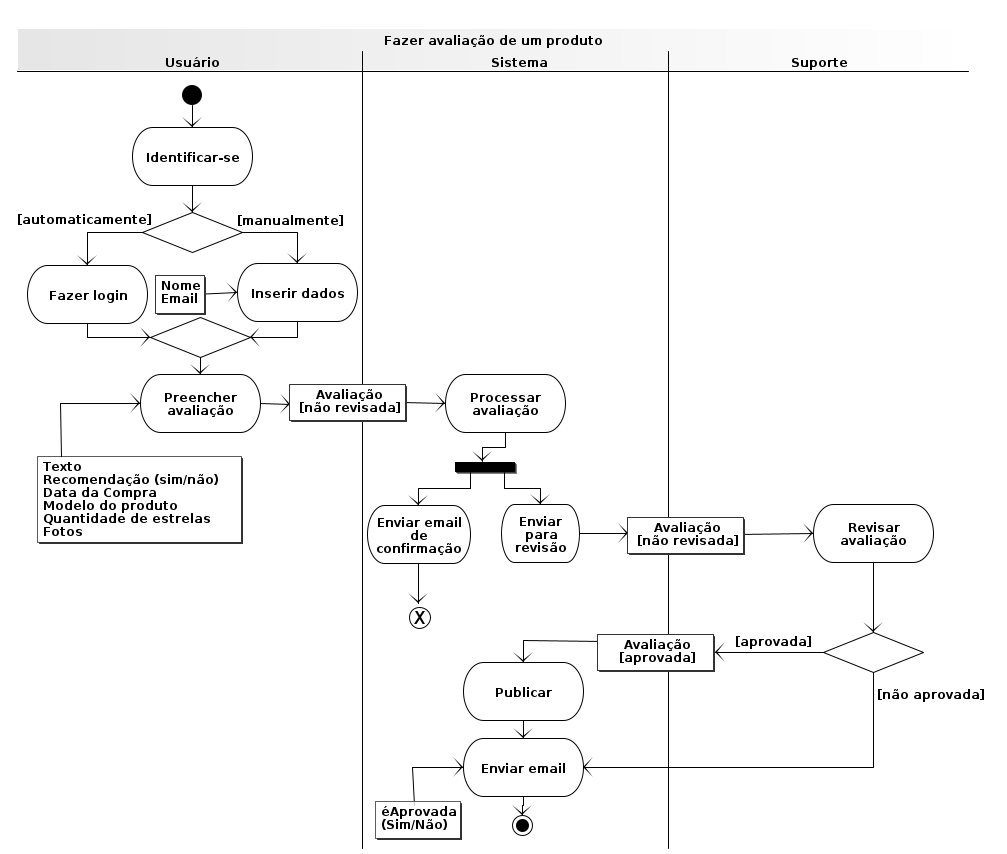 Fazer avaliação de um produto
Usuário
Sistema
Suporte
Identificar-se
[automaticamente]
[manualmente]
Fazer login
Nome
Email
Inserir dados
Preencher
avaliação
Avaliação
[não revisada]
Processar
avaliação
Texto
Recomendação (sim/não)
Data da Compra
Modelo do produto
Quantidade de estrelas
Fotos
Enviar email
de
confirmação
Enviar
para
revisão
Avaliação
[não revisada]
Revisar
avaliação
X
Avaliação
[aprovada]
[aprovada]
[não aprovada]
Publicar
Enviar email
éAprovada
(Sim/Não)